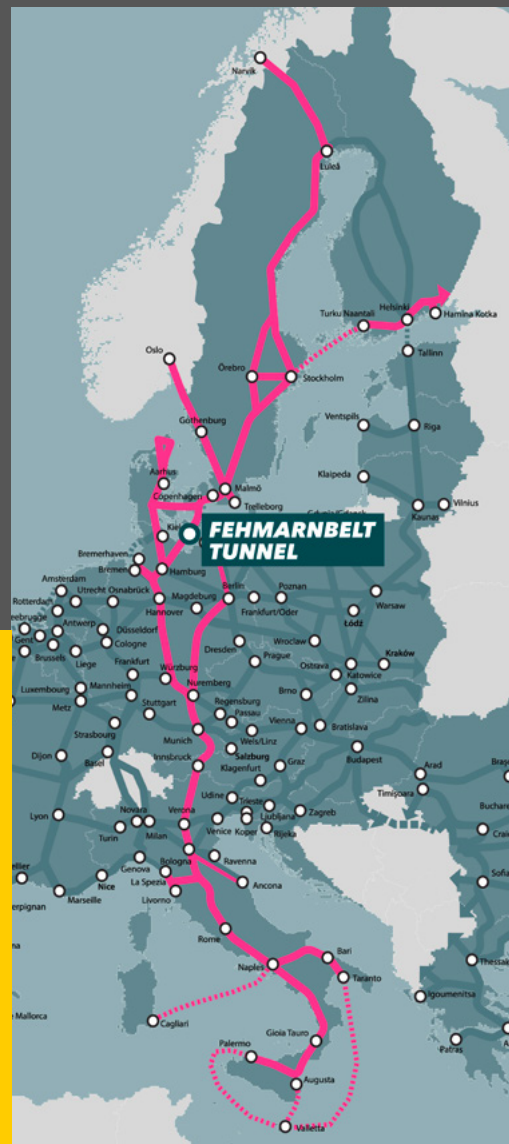 Narvik
Luleå
Turku Naantali
Helsinki
Hamina Kotka
Oslo
Örebro
Stockholm
Tallinn
Gothenburg
Ventspils
Riga
Aarhus
Malmö
Copenhagen
Trelleborg
Klaipeda
Vilnius
Kaunas
Kiel
FEHMARNBELT
TUNNEL
Bremerhaven
Bremen
Hamburg
Amsterdam
Utrecht
Osnabrück
Magdeburg
Berlin
Poznan
Rotterdam
Hannover
Frankfurt/Oder
Warsaw
Antwerp
Düsseldorf
Łódź
Gent
Cologne
Dresden
Wrocław
Brussels
Liege
Prague
Ostrava
Kraków
Frankfurt
Würzburg
Katowice
Luxembourg
Mannheim
Nuremberg
Brno
Zilina
Metz
Stuttgart
Regensburg
Passau
Strasbourg
Munich
Wels/Linz
Vienna
Bratislava
Dijon
Basel
Innsbruck
Salzburg
Graz
Budapest
Klagenfurt
Arad
Timișoara
Udine
Trieste
Ljubljana
Zagreb
Lyon
Novara
Verona
Venice
Koper
Rijeka
Turin
Milan
Bologna
Ravenna
Genova
La Spezia
Nice
Livorno
Ancona
Marseille
Rome
Naples
Bari
Taranto
Igoumenitsa
Cagliari
Gioia Tauro
Patras
Palermo
Augusta
Valletta